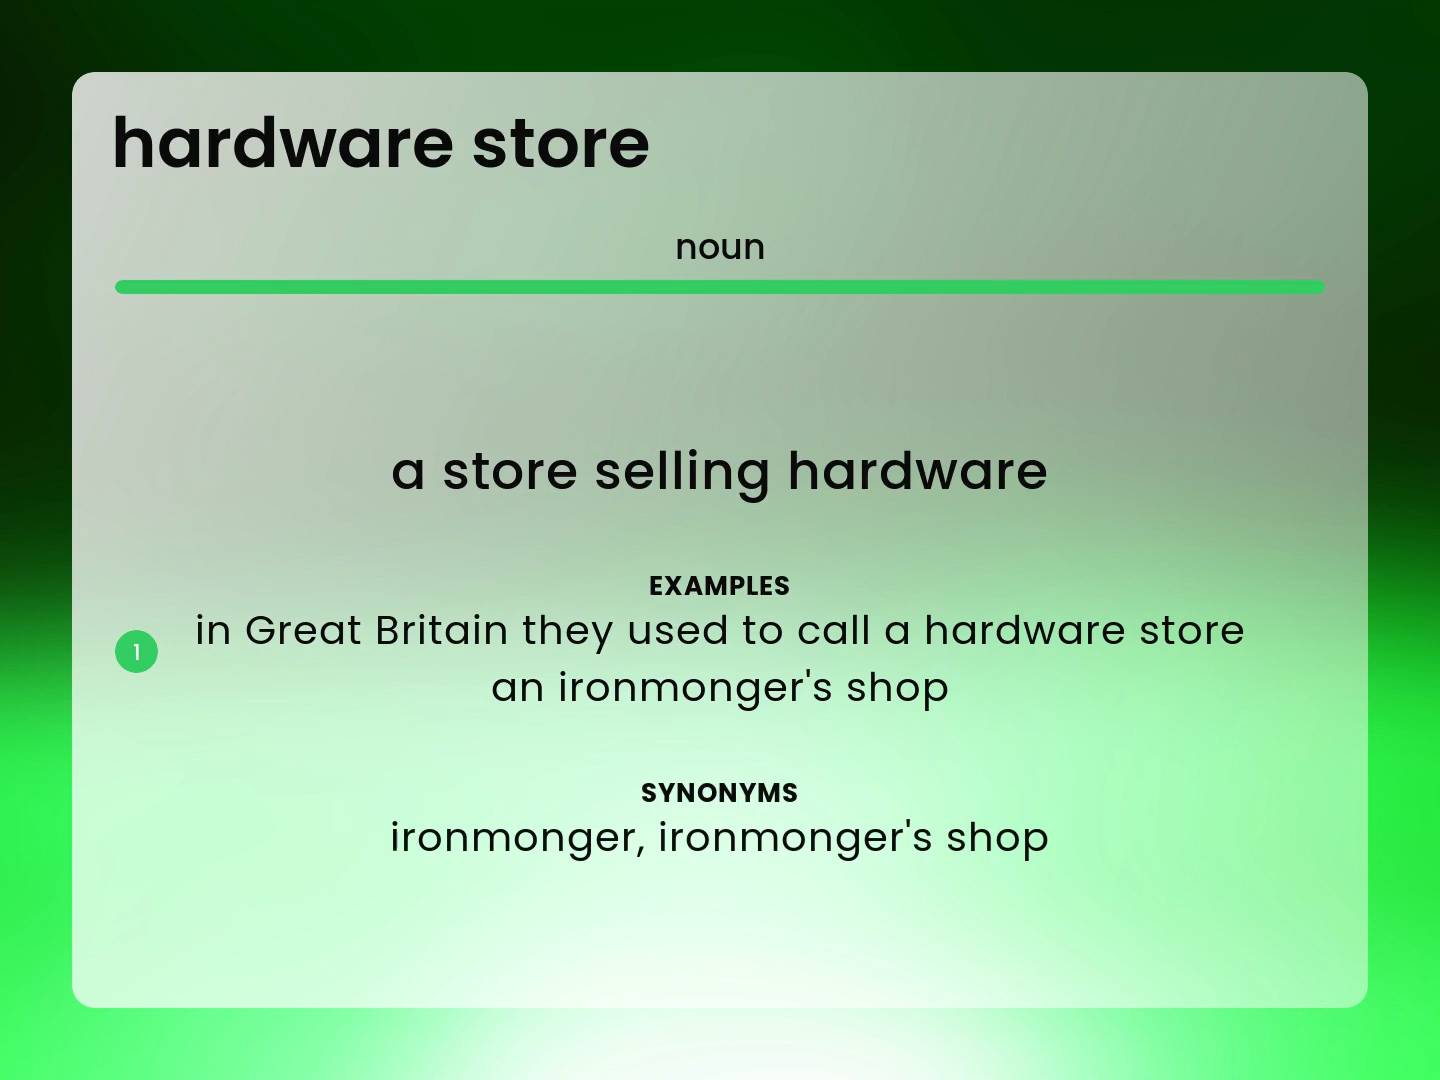 hardware store
noun
a store selling hardware
EXAMPLES
1
in Great Britain they used to call a hardware store
an ironmonger's shop
SYNONYMS
ironmonger, ironmonger's shop